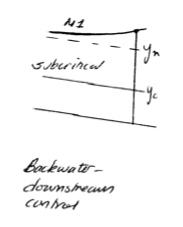 M1
yn
subcritical
yc
Backwater-
downstream
control